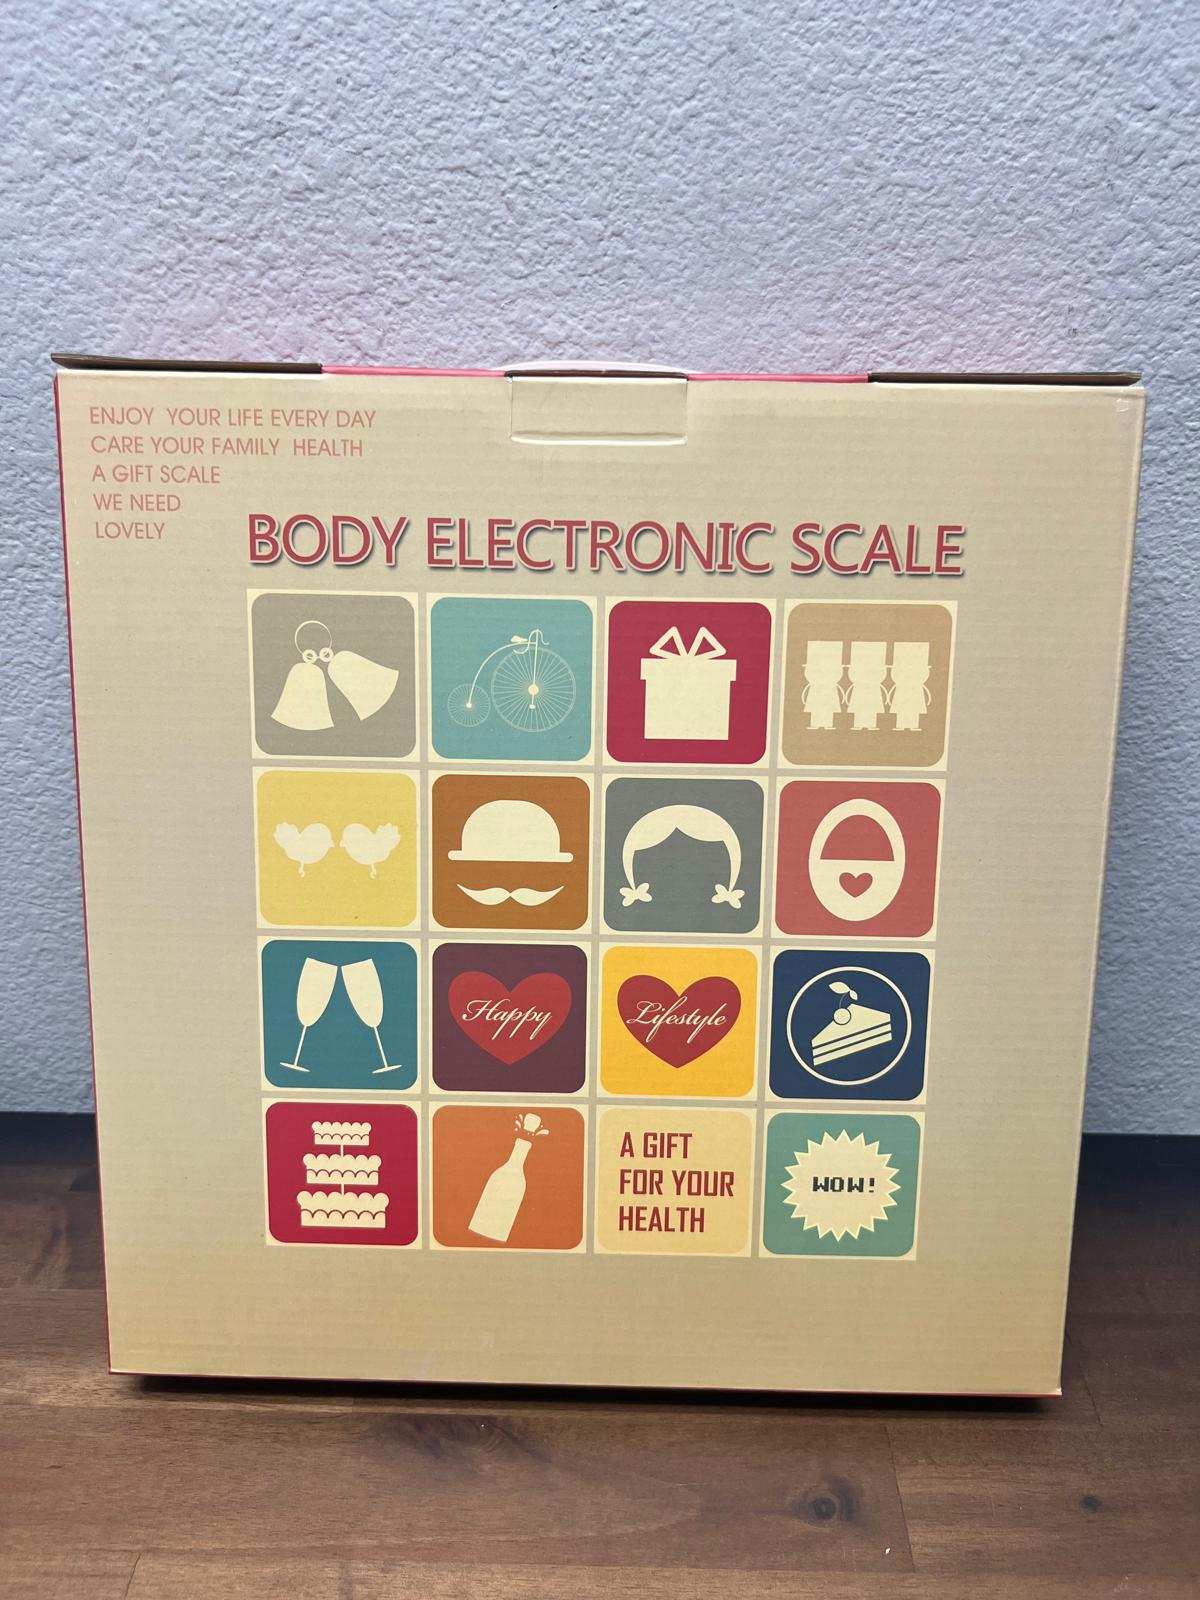 ENJOY YOUR LIFE EVERY DAY
CARE YOUR FAMILY HEALTH
A GIFT SCALE
WE NEED
LOVELY
BODY ELECTRONIC SCALE
Happy
Lifestyle
A GIFT
FOR YOUR
HEALTH
WOW!